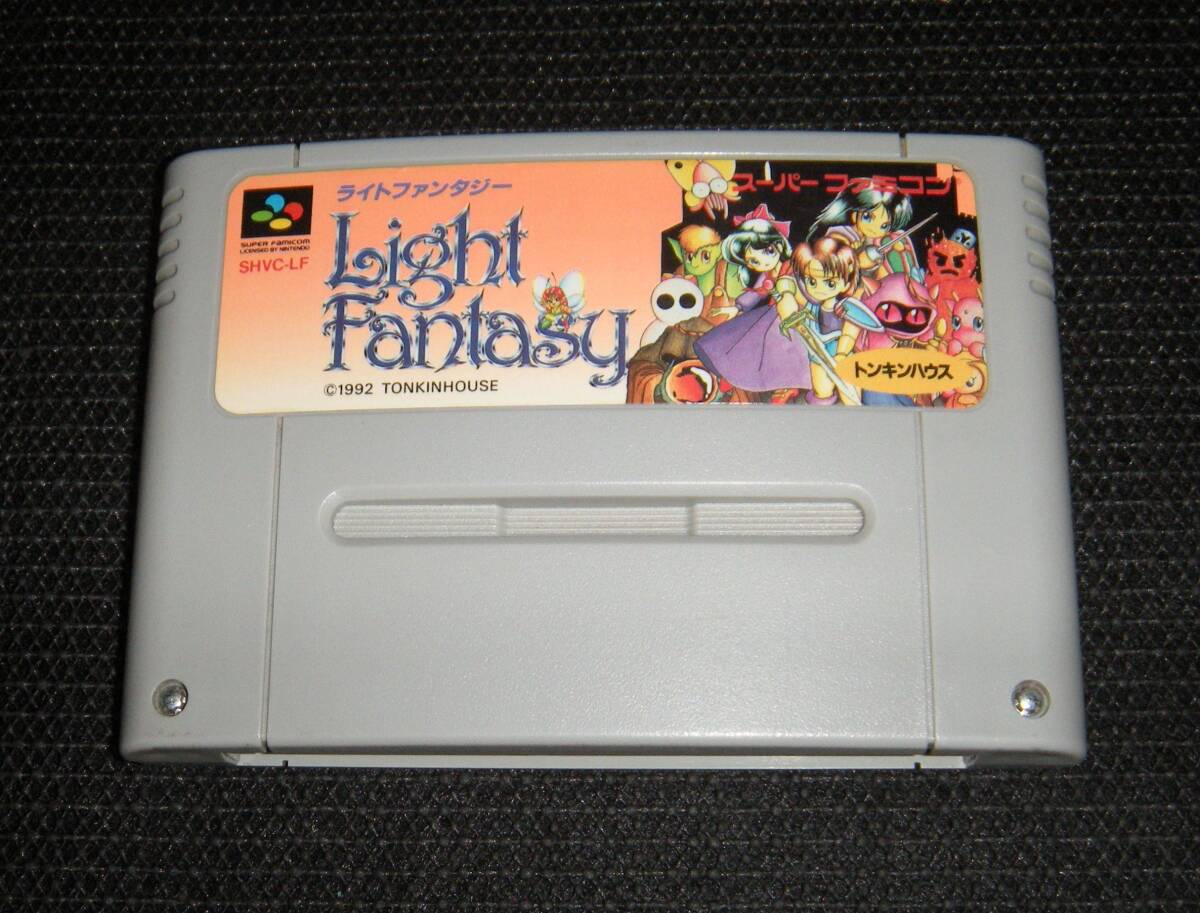 ライトファンタジー
Light
Fantasy
©1992 TONKINHOUSE
SUPER FAMICOM
LICENSED BY NINTENDO
SHVC-LF
スーパーファミコン
トンキンハウス